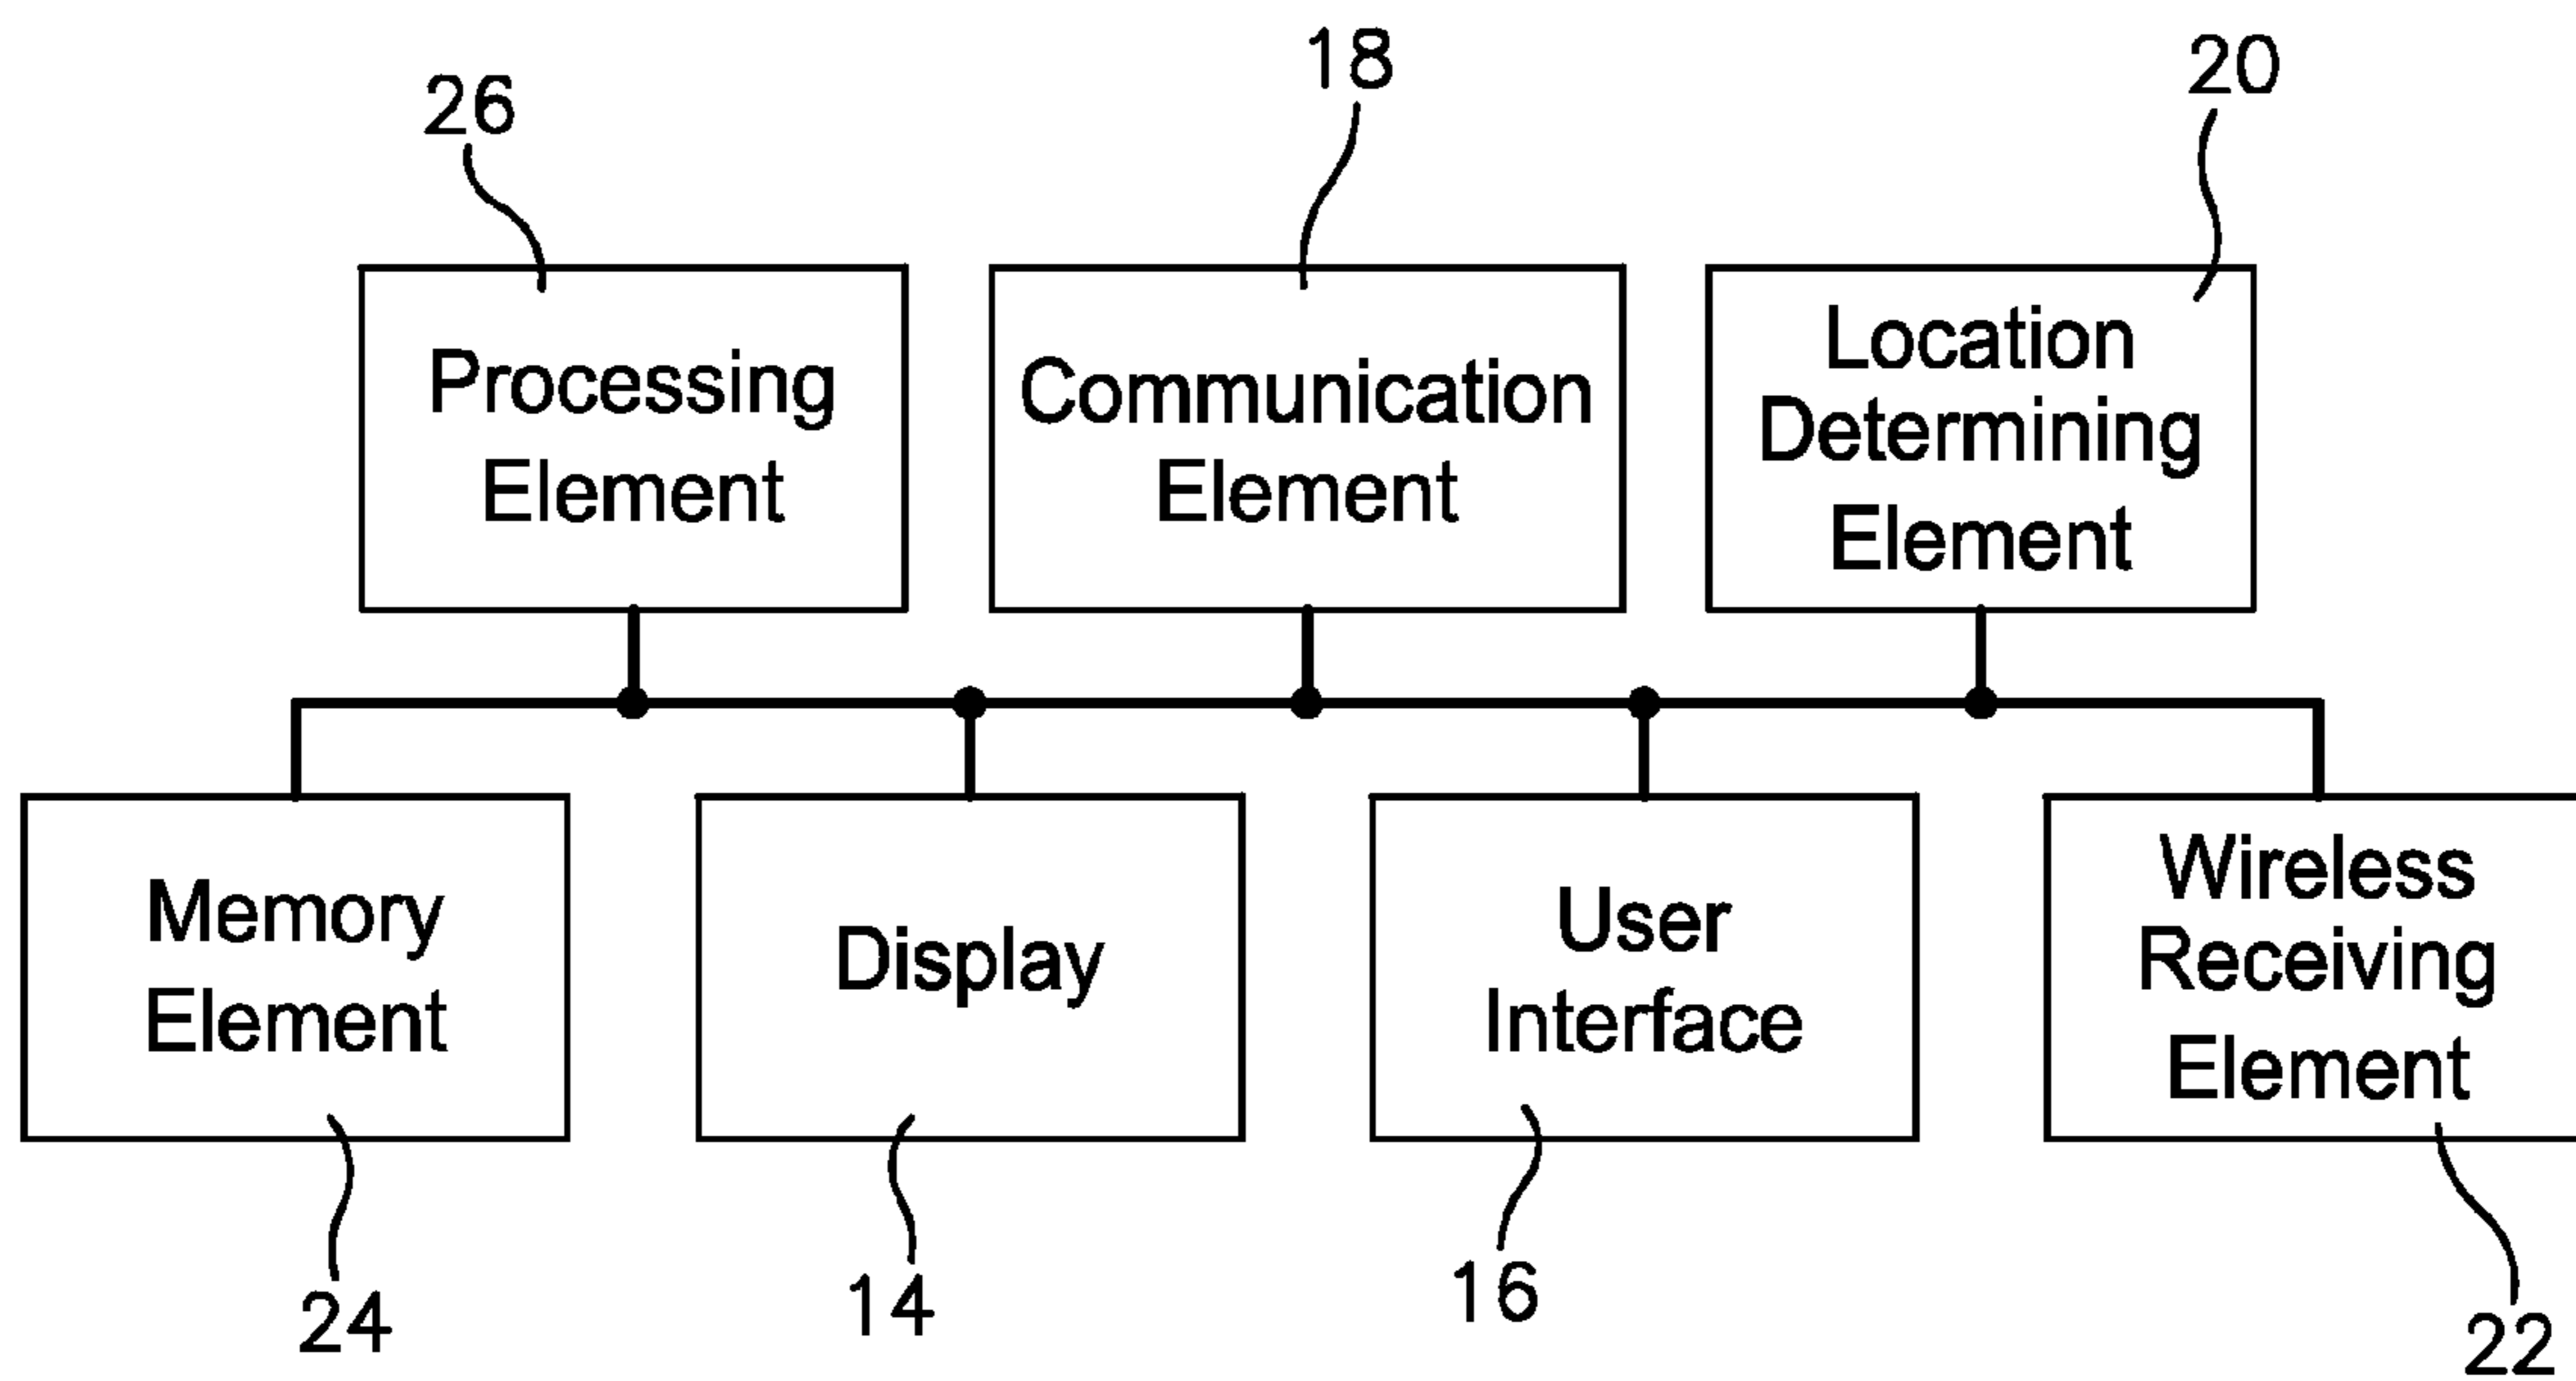 26
18
20
Processing
Element
Communication
Element
Location
Determining
Element
Memory
Element
Display
User
Interface
Wireless
Receiving
Element
24
14
16
22